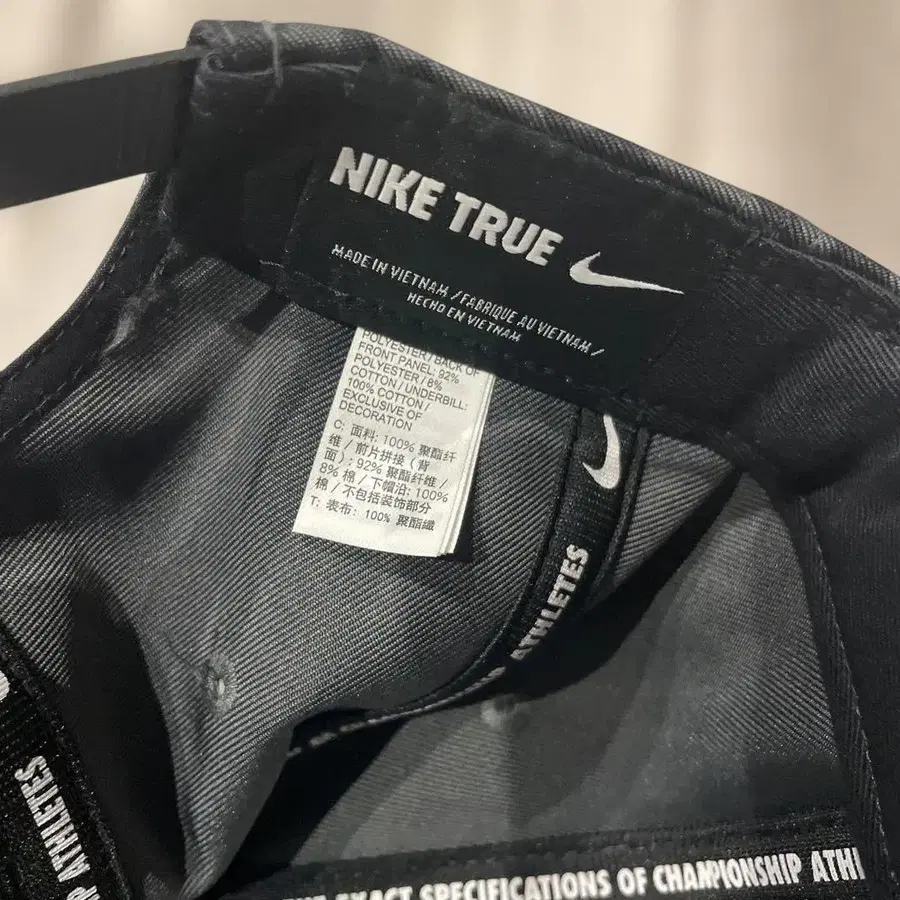 NIKE TRUE
MADE IN VIETNAM / FABRIQUE AU VIETNAM /
HECHO EN VIETNAM
POLYESTER / BACK OF
FRONT PANEL: 92%
POLYESTER / 8%
COTTON / UNDERBILL:
100% COTTON /
EXCLUSIVE OF
DECORATION
C: 面料: 100% 聚酯纤
维 / 前片拼接 (背
面) ; 92% 聚酯纤维 /
8% 棉 / 下帽沿: 100%
棉 / 不包括装饰部分
T: 表布: 100% 聚酯纖
ATHLETES
ATHLETES
EXACT SPECIFICATIONS OF CHAMPIONSHIP ATHL